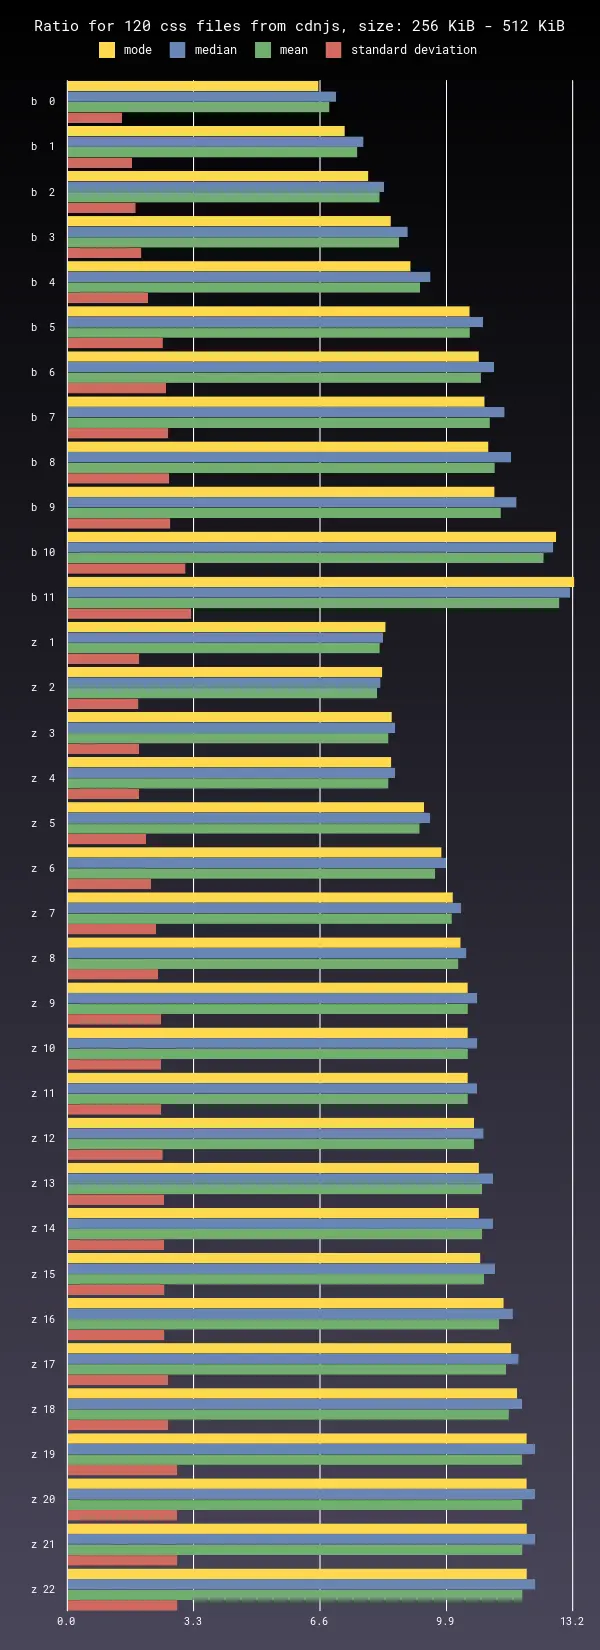 Ratio for 120 css files from cdnjs, size: 256 KiB - 512 KiB
mode median mean standard deviation
b 0
b 1
b 2
b 3
b 4
b 5
b 6
b 7
b 8
b 9
b 10
b 11
z 1
z 2
z 3
z 4
z 5
z 6
z 7
z 8
z 9
z 10
z 11
z 12
z 13
z 14
z 15
z 16
z 17
z 18
z 19
z 20
z 21
z 22
0.0 3.3 6.6 9.9 13.2